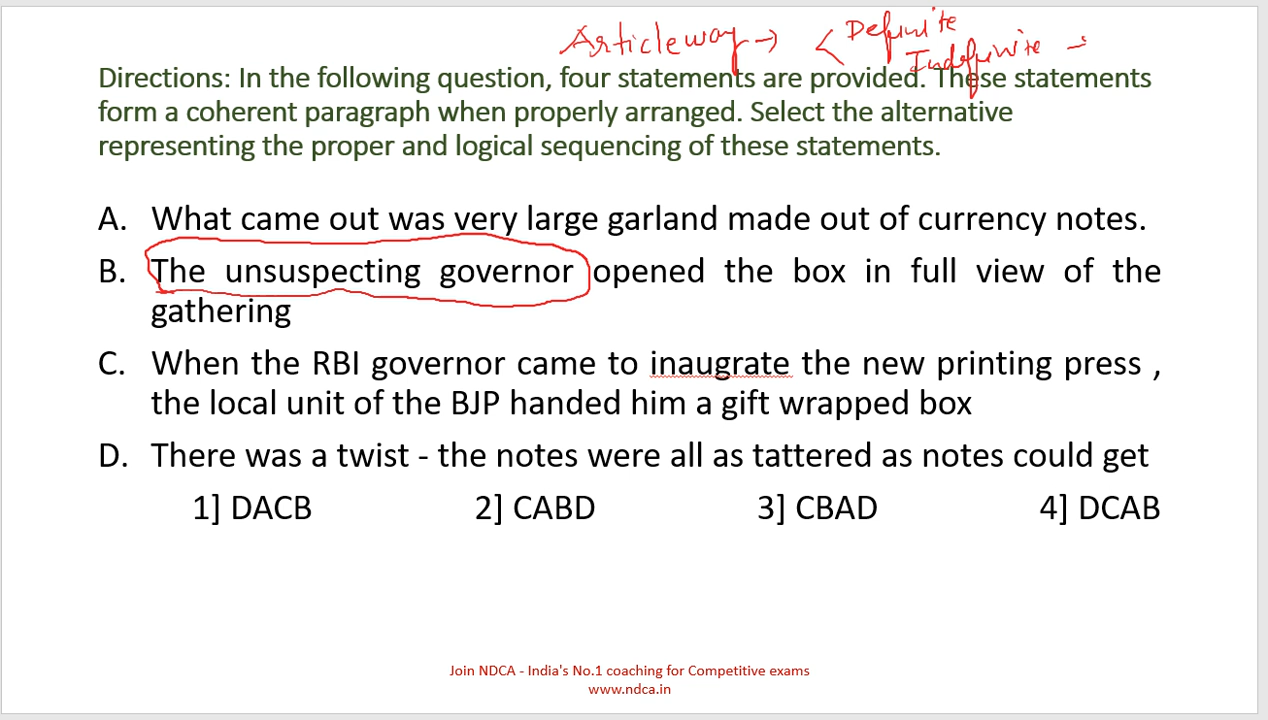 Articleway → < Definite
Indefinite →
Directions: In the following question, four statements are provided. These statements
form a coherent paragraph when properly arranged. Select the alternative
representing the proper and logical sequencing of these statements.
A. What came out was very large garland made out of currency notes.
B. The unsuspecting governor opened the box in full view of the
gathering
C. When the RBI governor came to inaugrate the new printing press ,
the local unit of the BJP handed him a gift wrapped box
D. There was a twist - the notes were all as tattered as notes could get
1] DACB 2] CABD 3] CBAD 4] DCAB
Join NDCA - India's No.1 coaching for Competitive exams
www.ndca.in